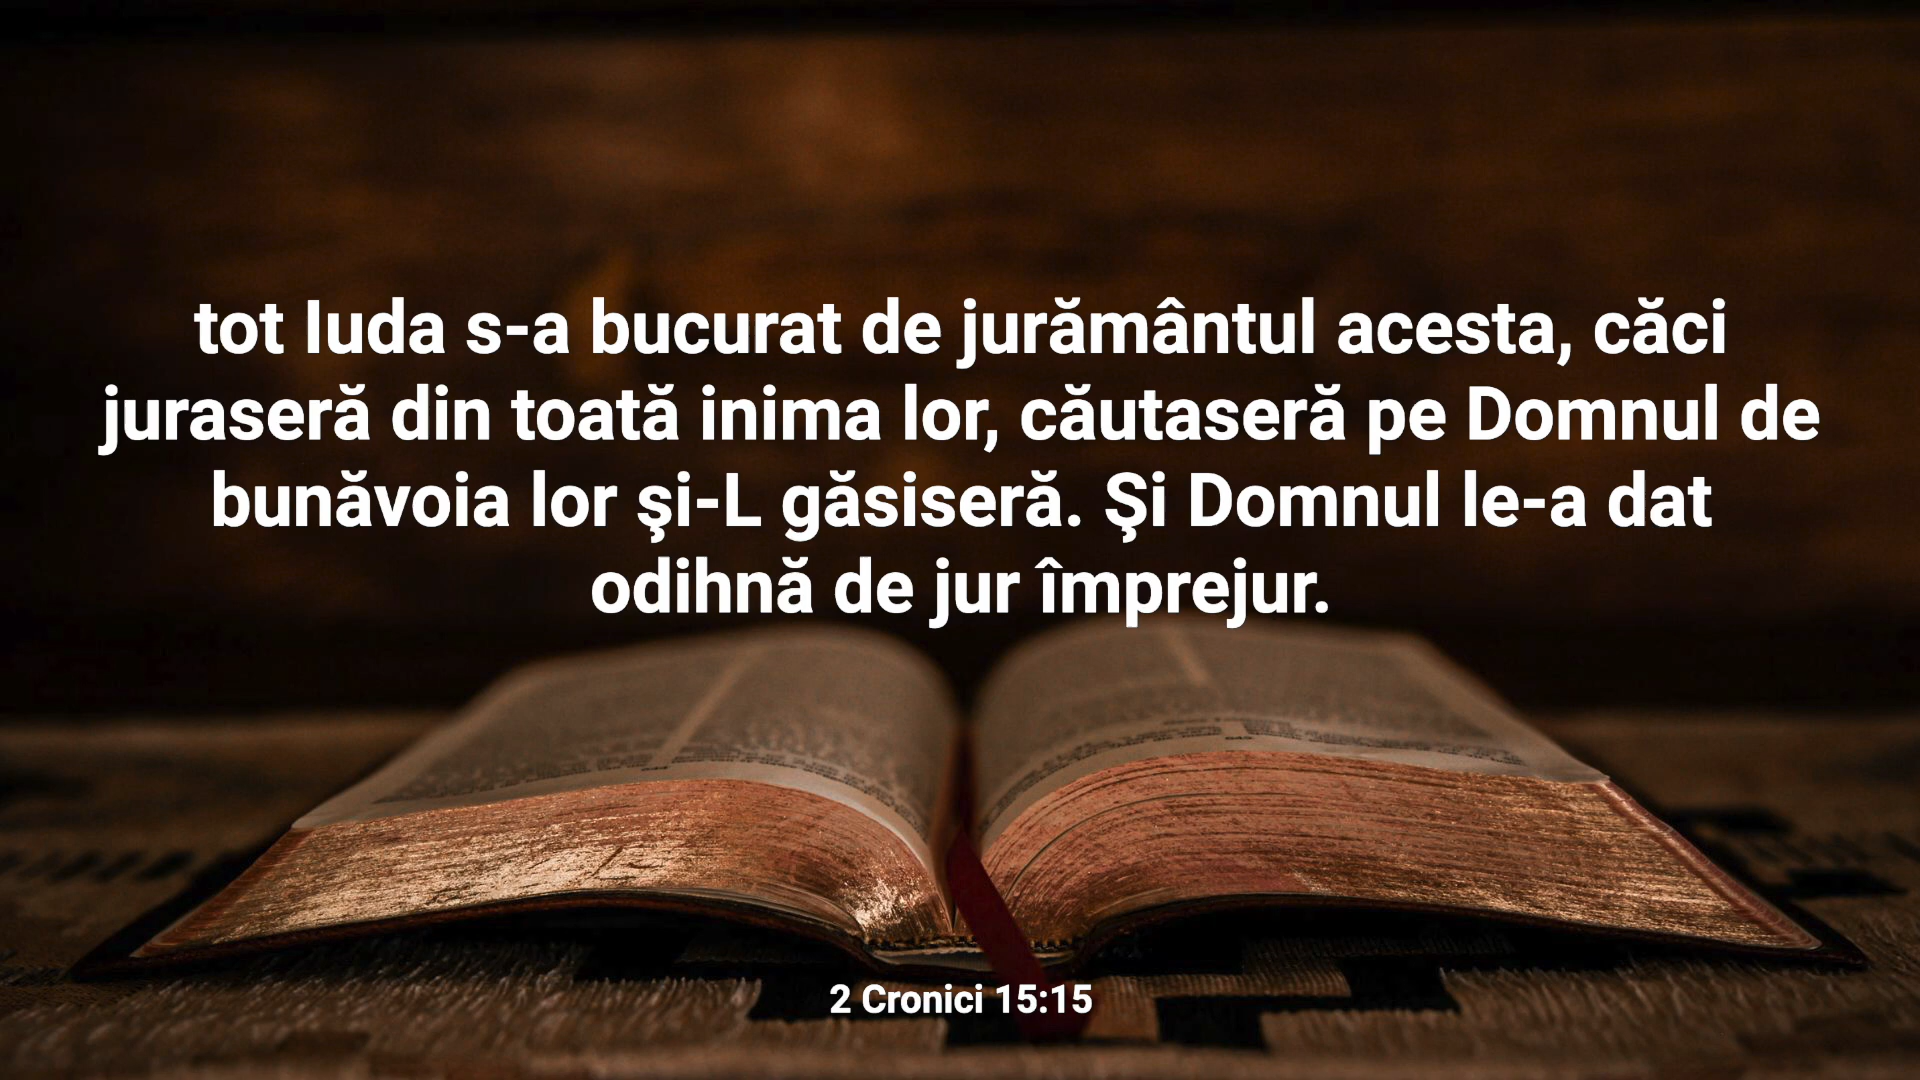 tot Iuda s-a bucurat de jurământul acesta, căci
juraseră din toată inima lor, căutaseră pe Domnul de
bunăvoia lor şi-L găsiseră. Şi Domnul le-a dat
odihnă de jur împrejur.
2 Cronici 15:15